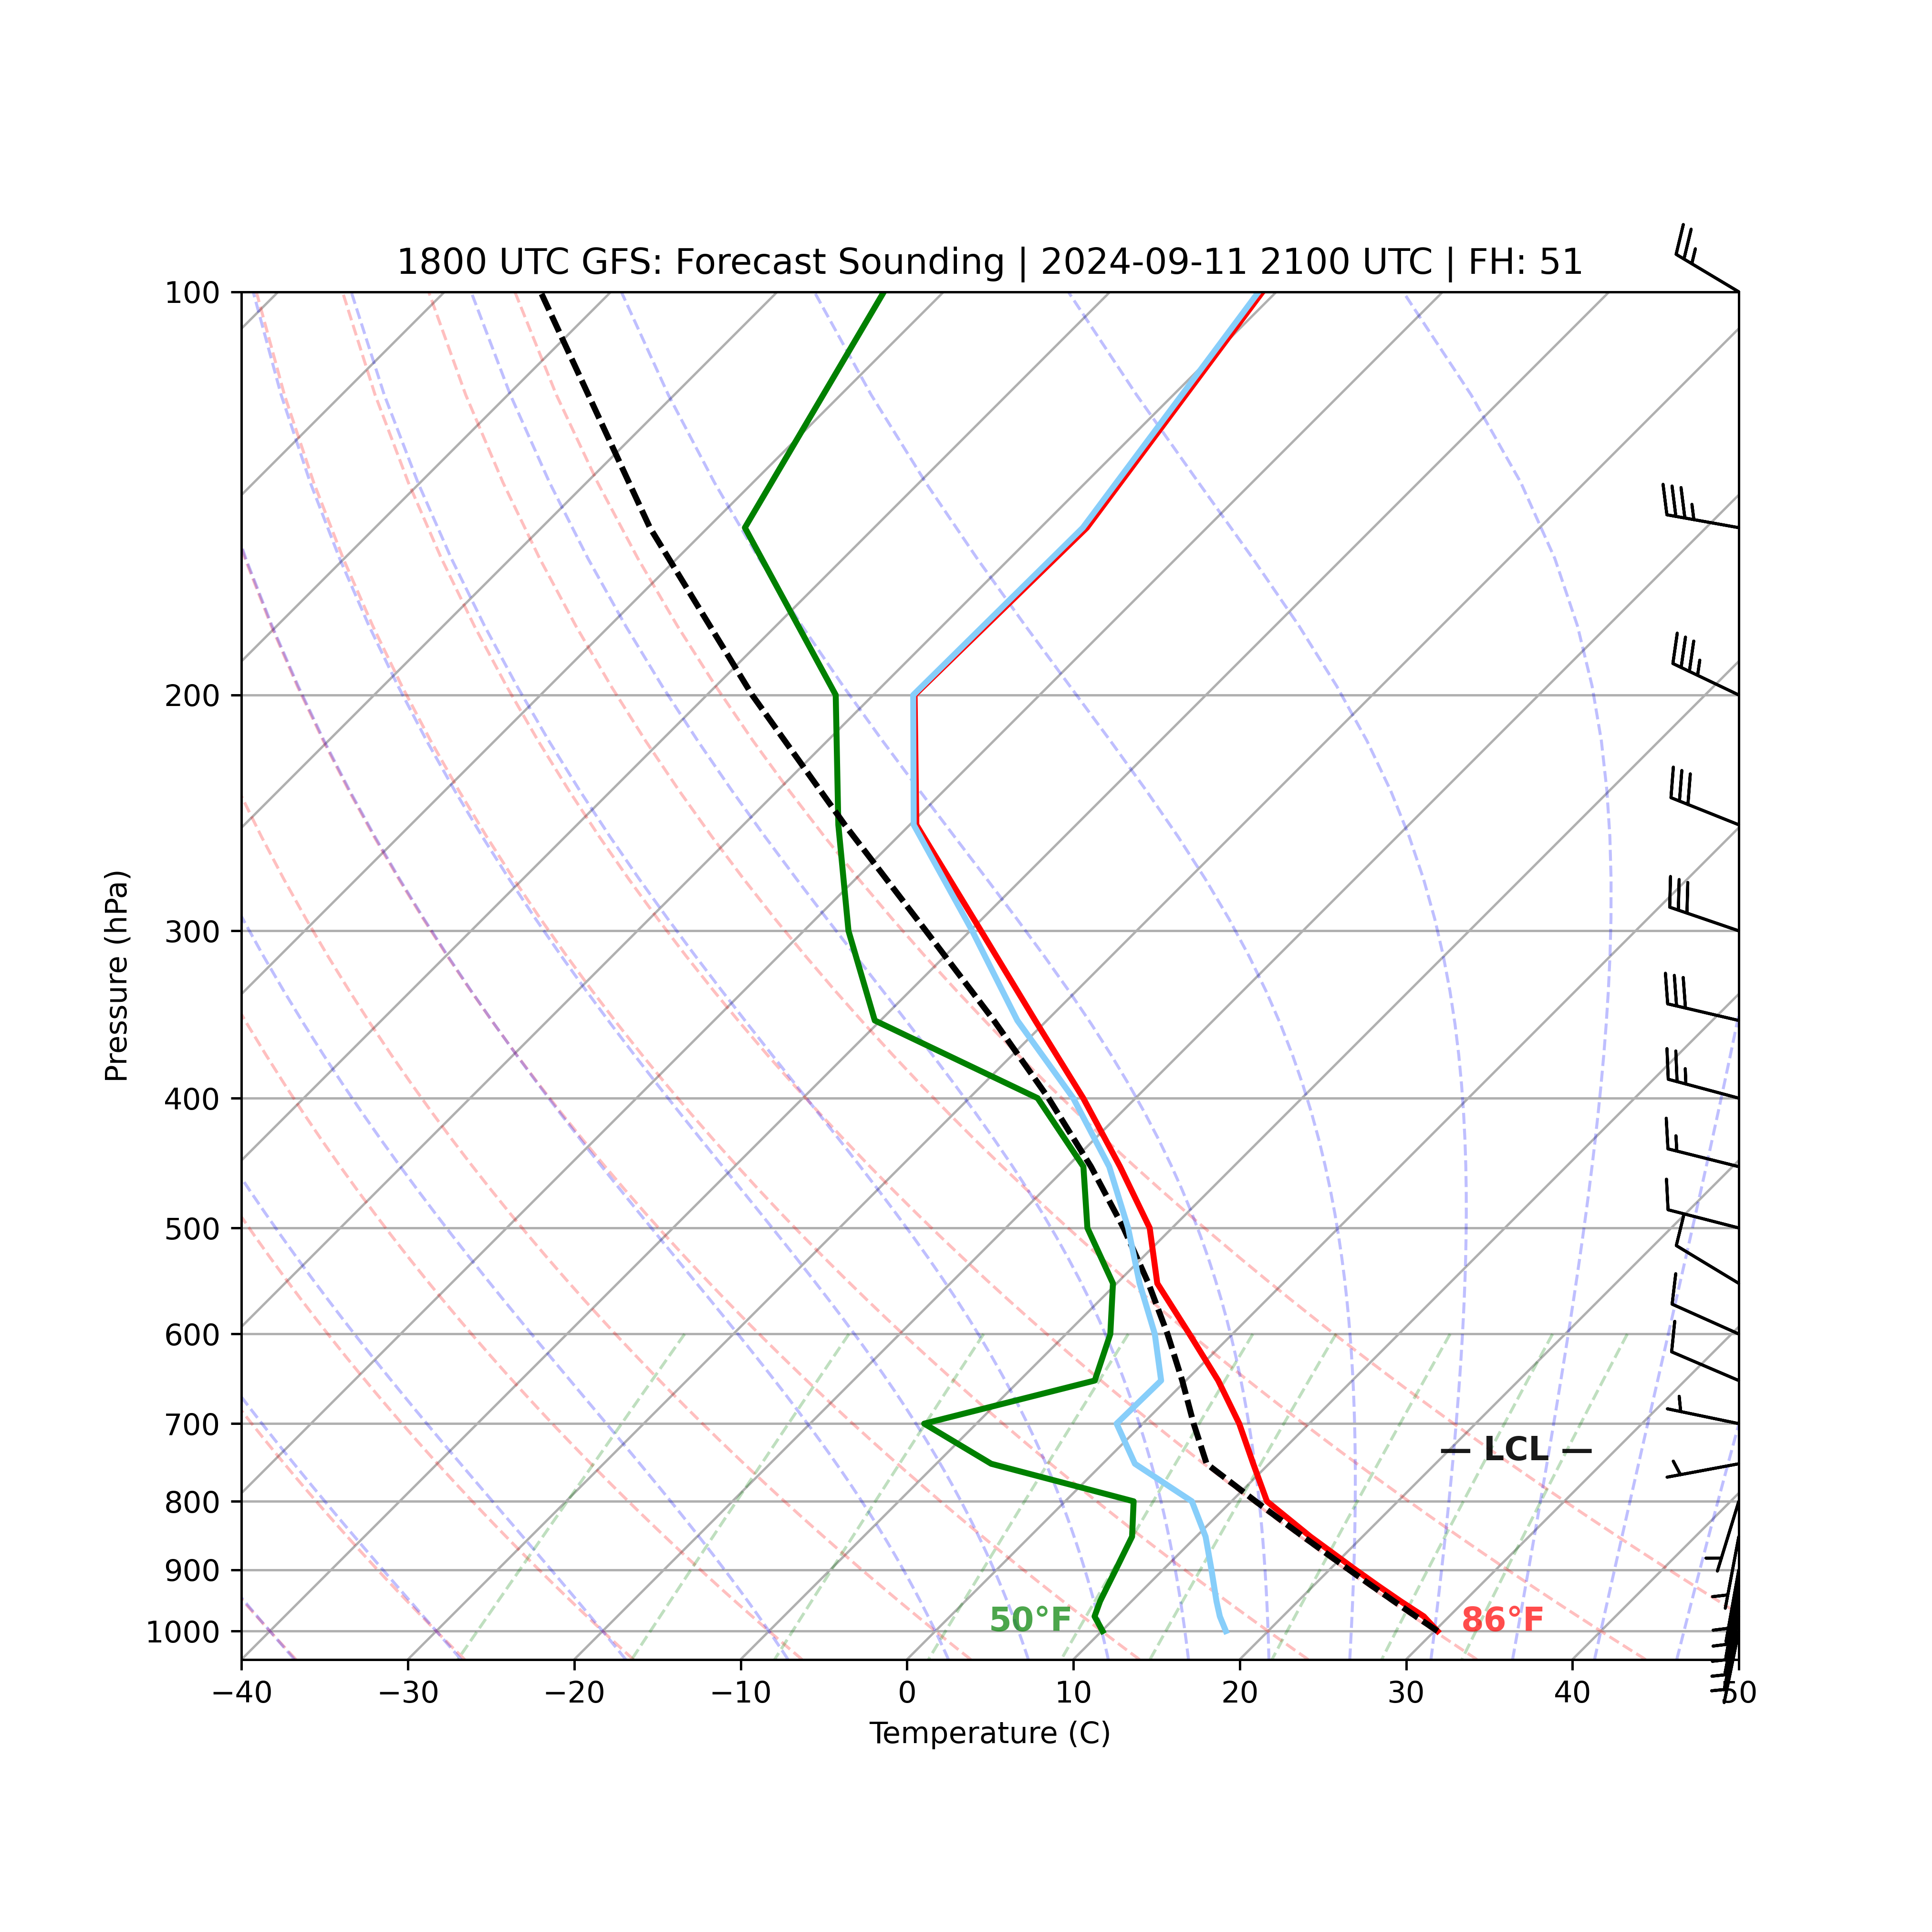 1800 UTC GFS: Forecast Sounding | 2024-09-11 2100 UTC | FH: 51
100
200
300
400
500
600
700
800
900
1000
Pressure (hPa)
— LCL —
50°F
86°F
−40 −30 −20 −10 0 10 20 30 40 50
Temperature (C)